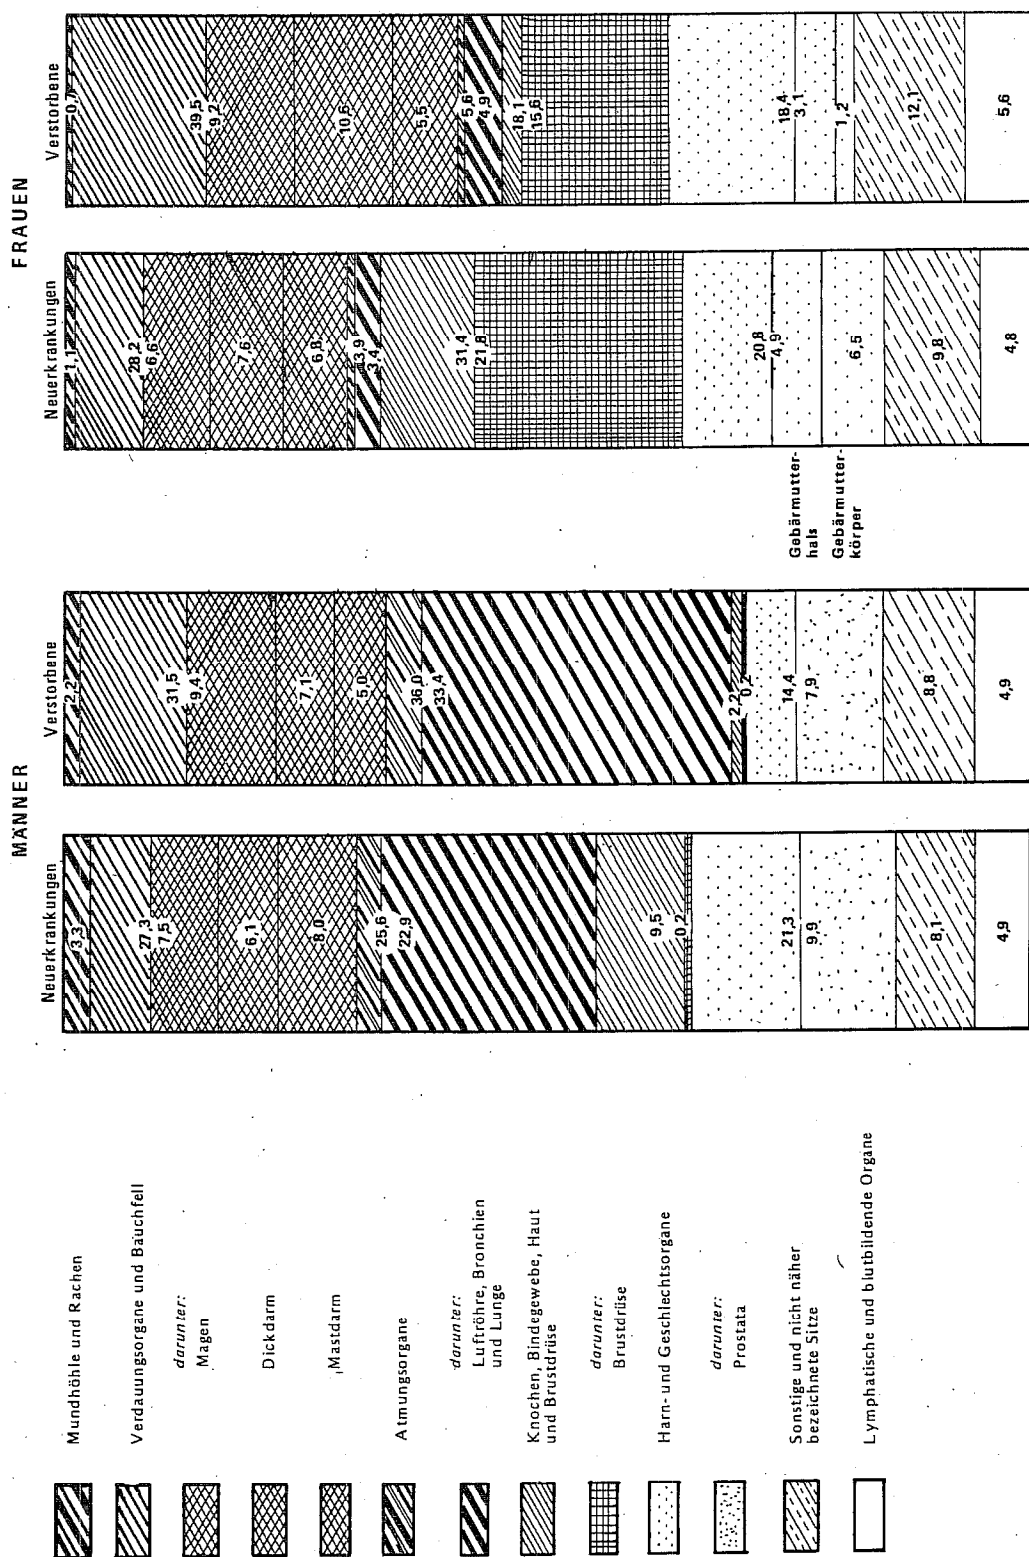 MÄNNER
FRAUEN
Neuerkrankungen
Verstorbene
Neuerkrankungen
Verstorbene
Mundhöhle und Rachen
3,3
2,2
1,1
0,7
Verdauungsorgane und Bauchfell
27,3
31,5
28,2
39,5
darunter:
Magen
7,5
9,4
6,6
9,2
Dickdarm
6,1
7,1
7,6
10,6
Mastdarm
8,0
5,0
6,8
5,5
Atmungsorgane
25,6
36,0
3,9
5,6
darunter:
Luftröhre, Bronchien
und Lunge
22,9
33,4
3,4
4,9
Knochen, Bindegewebe, Haut
und Brustdrüse
9,5
2,2
31,4
18,1
darunter:
Brustdrüse
0,2
0,2
21,8
15,6
Harn- und Geschlechtsorgane
21,3
14,4
20,8
18,4
darunter:
Prostata
9,9
7,9
Gebärmutter-
hals
4,9
3,1
Gebärmutter-
körper
6,5
1,2
Sonstige und nicht näher
bezeichnete Sitze
8,1
8,8
9,8
12,1
Lymphatische und blutbildende Organe
4,9
4,9
4,8
5,6